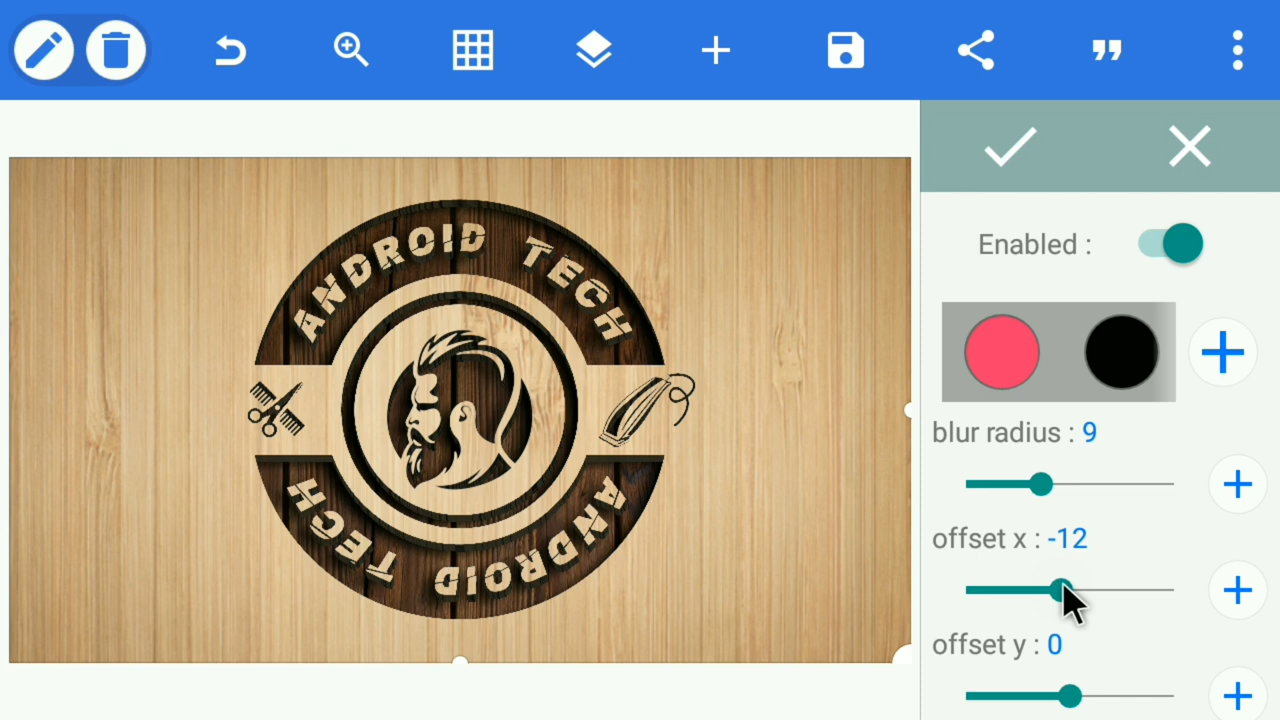 Enabled :
blur radius : 9
offset x : -12
offset y : 0
ANDROID TECH
ANDROID TECH